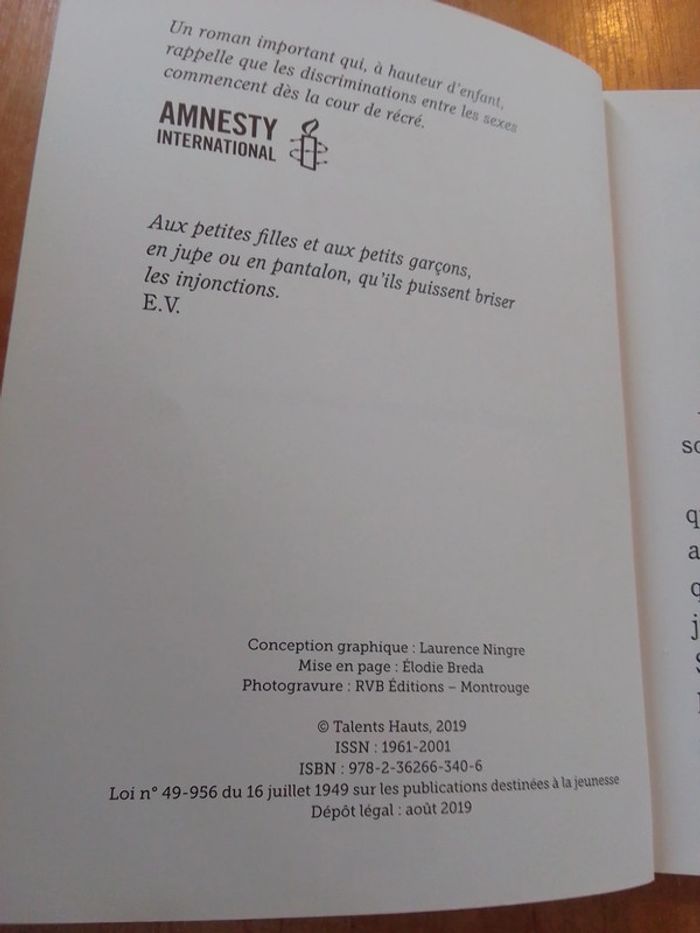 Un roman important qui, à hauteur d'enfant,
rappelle que les discriminations entre les sexes
commencent dès la cour de récré.
AMNESTY
INTERNATIONAL
Aux petites filles et aux petits garçons,
en jupe ou en pantalon, qu'ils puissent briser
les injonctions.
E.V.
Conception graphique : Laurence Ningre
Mise en page : Élodie Breda
Photogravure : RVB Éditions – Montrouge
© Talents Hauts, 2019
ISSN : 1961-2001
ISBN : 978-2-36266-340-6
Loi n° 49-956 du 16 juillet 1949 sur les publications destinées à la jeunesse
Dépôt légal : août 2019